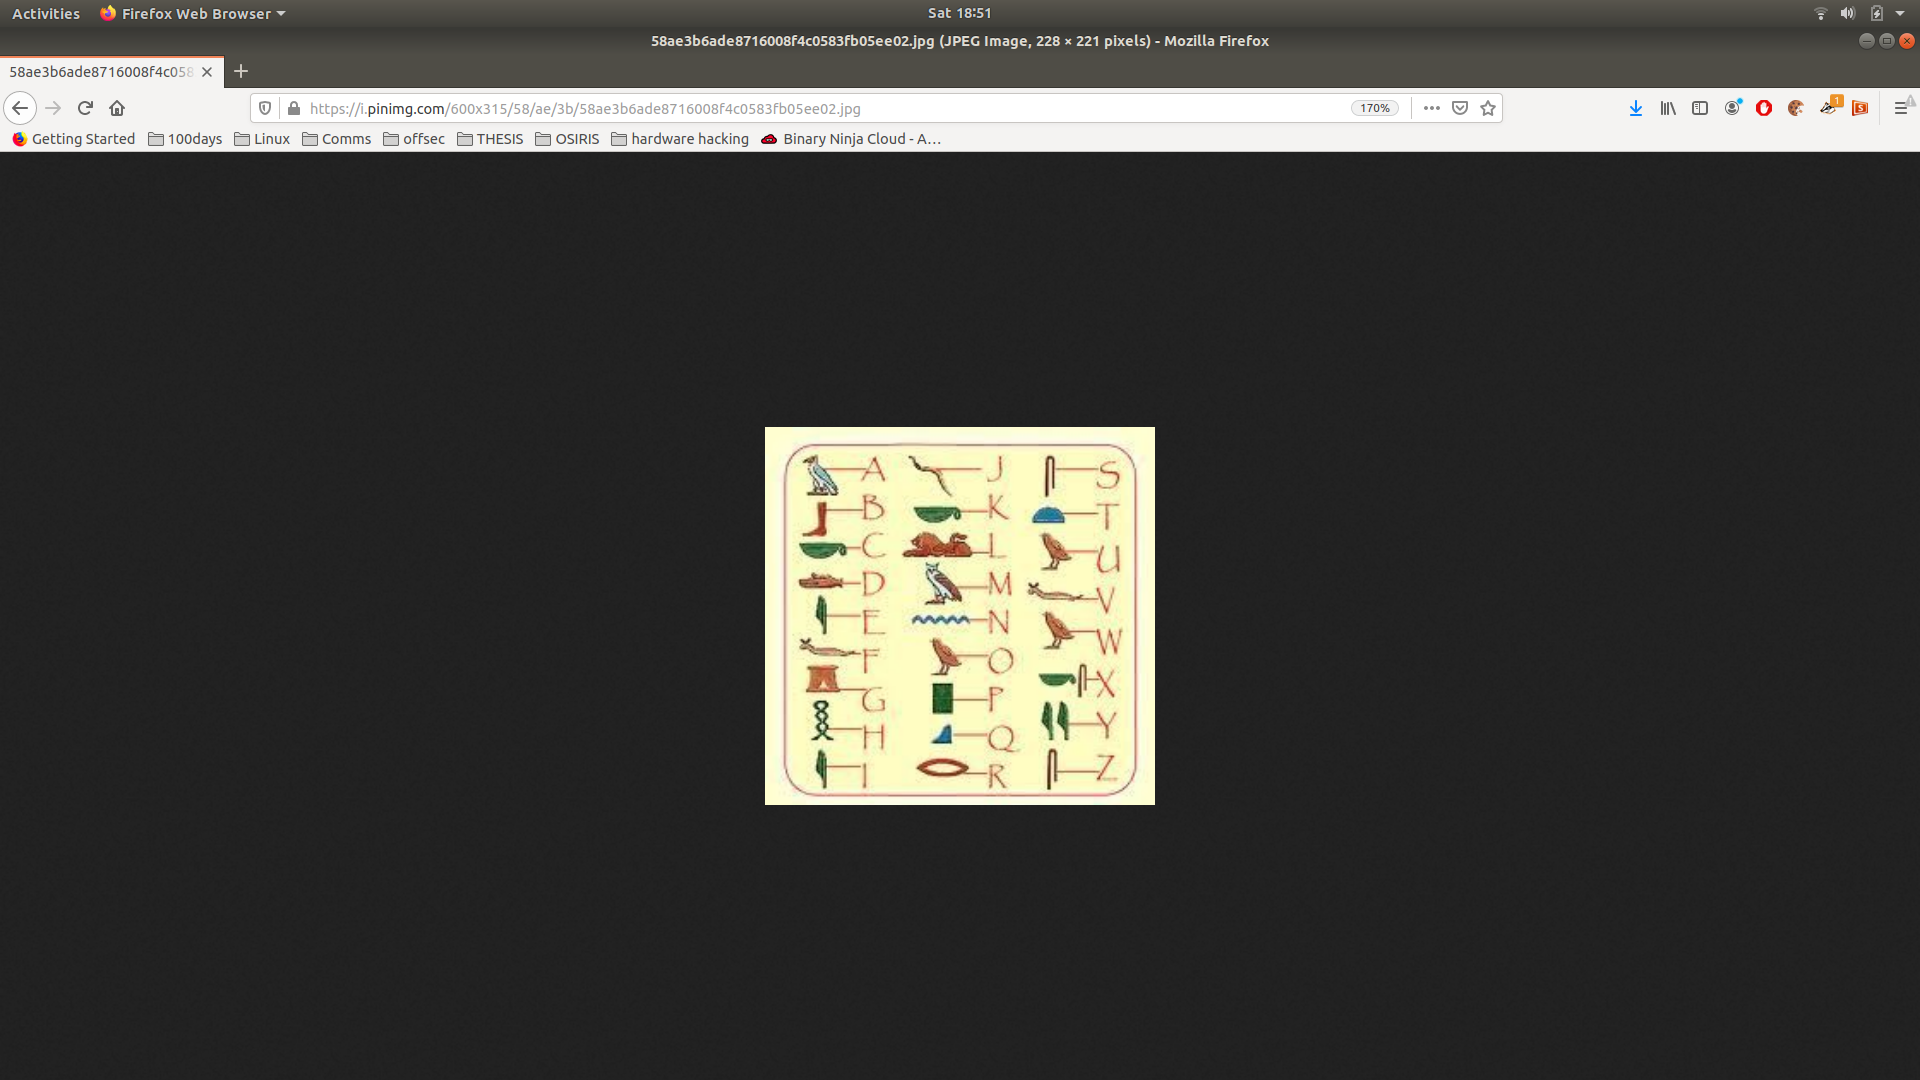 Activities
Firefox Web Browser
Sat 18:51
58ae3b6ade8716008f4c0583fb05ee02.jpg (JPEG Image, 228 × 221 pixels) - Mozilla Firefox
58ae3b6ade8716008f4c058
https://i.pinimg.com/600x315/58/ae/3b/58ae3b6ade8716008f4c0583fb05ee02.jpg
170%
1
Getting Started
100days
Linux
Comms
offsec
THESIS
OSIRIS
hardware hacking
Binary Ninja Cloud - A…
A
B
C
D
E
F
G
H
I
J
K
L
M
N
O
P
Q
R
S
T
U
V
W
X
Y
Z